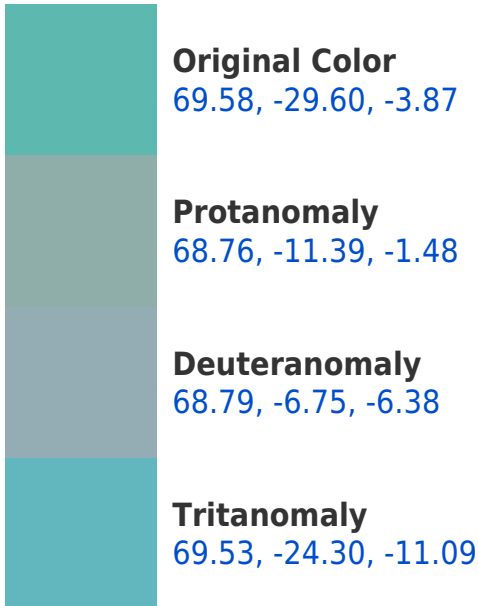 Original Color
69.58, -29.60, -3.87
Protanomaly
68.76, -11.39, -1.48
Deuteranomaly
68.79, -6.75, -6.38
Tritanomaly
69.53, -24.30, -11.09